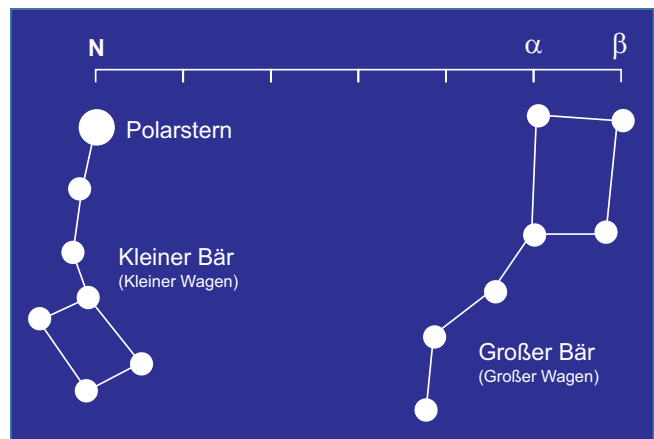 N α β
Polarstern
Kleiner Bär
(Kleiner Wagen)
Großer Bär
(Großer Wagen)